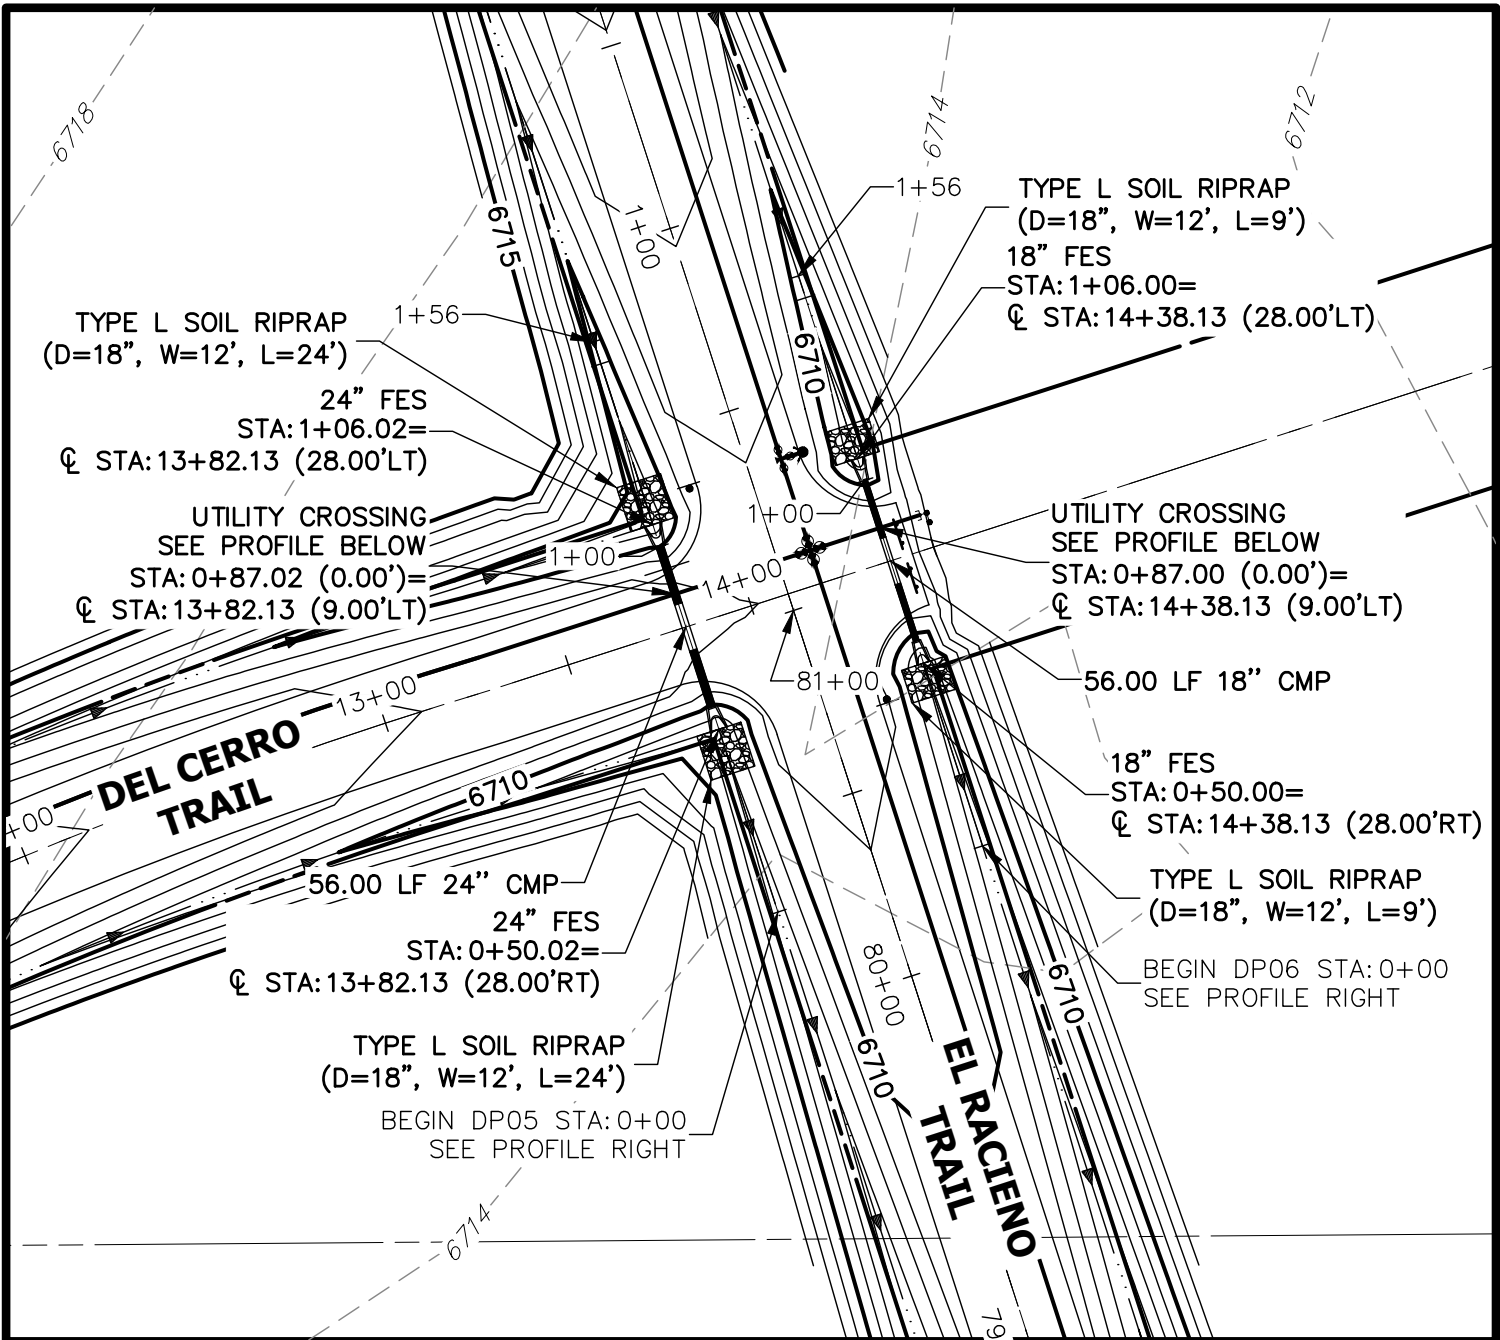 6718
6714
6712
1+56
TYPE L SOIL RIPRAP
(D=18", W=12', L=9')
18" FES
STA:1+06.00=
℄ STA:14+38.13 (28.00'LT)
6715
1+00
1+56
TYPE L SOIL RIPRAP
(D=18", W=12', L=24')
6710
24" FES
STA:1+06.02=
℄ STA:13+82.13 (28.00'LT)
UTILITY CROSSING
SEE PROFILE BELOW
STA:0+87.02 (0.00')=
℄ STA:13+82.13 (9.00'LT)
1+00
1+00
14+00
UTILITY CROSSING
SEE PROFILE BELOW
STA:0+87.00 (0.00')=
℄ STA:14+38.13 (9.00'LT)
81+00
56.00 LF 18" CMP
13+00
DEL CERRO
TRAIL
+00
6710
18" FES
STA:0+50.00=
℄ STA:14+38.13 (28.00'RT)
56.00 LF 24" CMP
24" FES
STA:0+50.02=
℄ STA:13+82.13 (28.00'RT)
TYPE L SOIL RIPRAP
(D=18", W=12', L=9')
80+00
6710
BEGIN DP06 STA:0+00
SEE PROFILE RIGHT
TYPE L SOIL RIPRAP
(D=18", W=12', L=24')
6710
BEGIN DP05 STA:0+00
SEE PROFILE RIGHT
EL RACIENO
TRAIL
6714
79